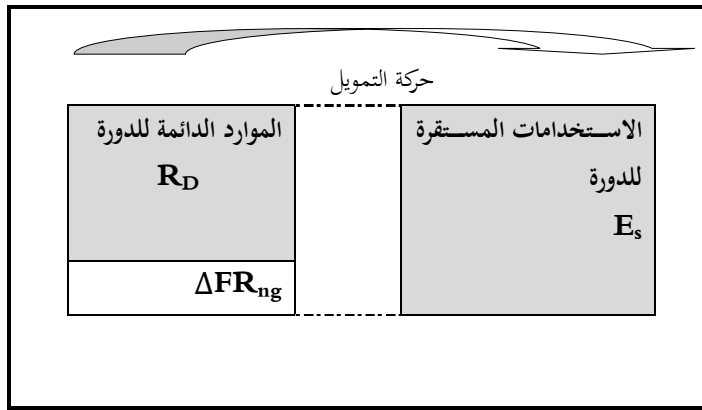 حركة التمويل
الاستخدامات المستقرة
للدورة
Es
الموارد الدائمة للدورة
RD
ΔFRng